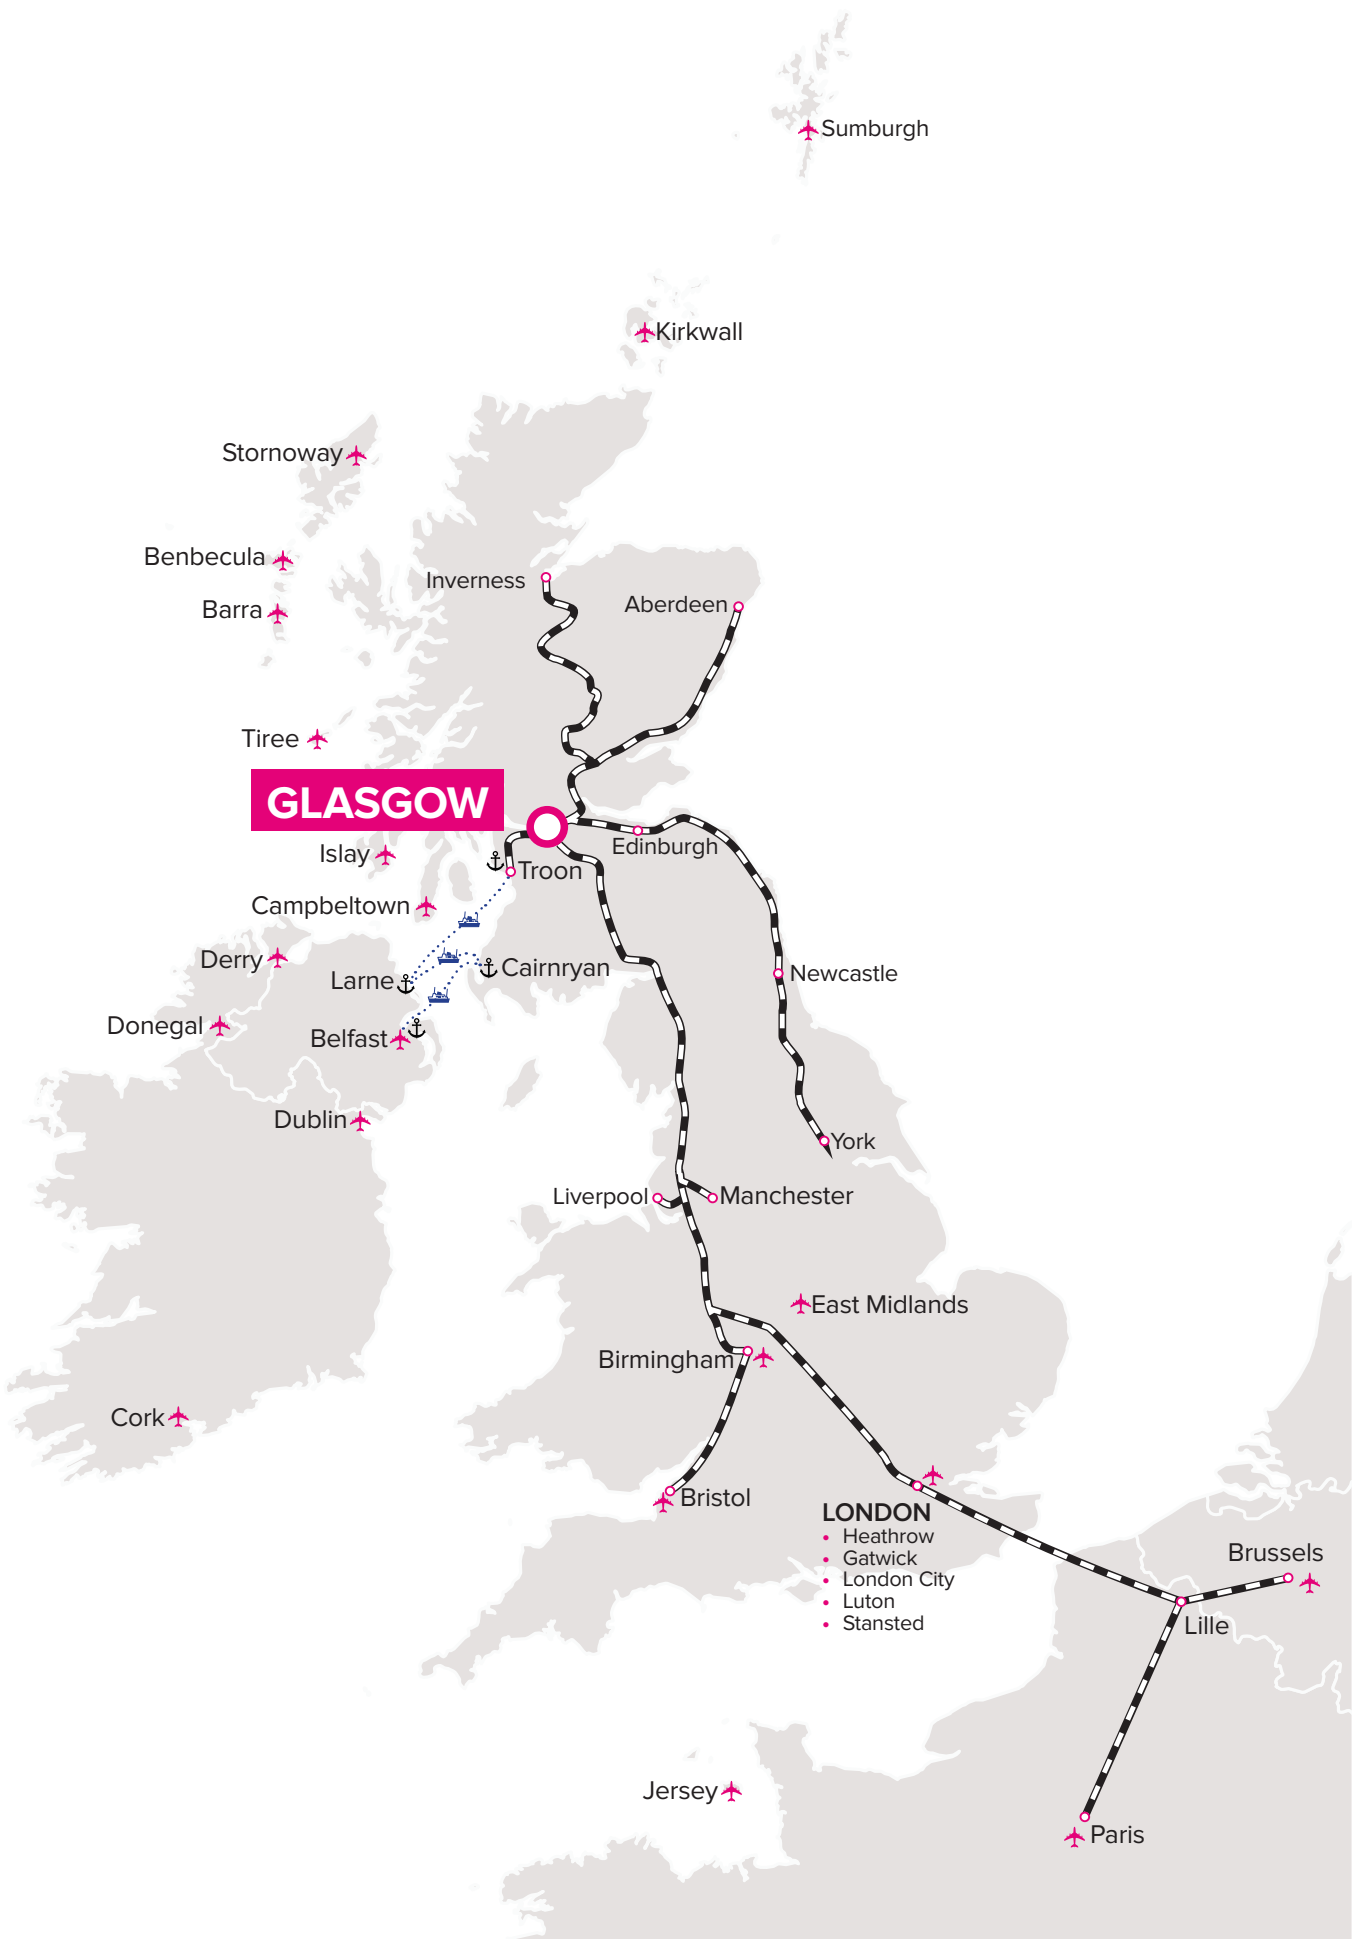 Sumburgh
Kirkwall
Stornoway
Benbecula
Inverness
Aberdeen
Barra
Tiree
GLASGOW
Edinburgh
Islay
Troon
Campbeltown
Derry
Cairnryan
Newcastle
Larne
Donegal
Belfast
Dublin
York
Liverpool
Manchester
East Midlands
Birmingham
Cork
Bristol
LONDON
• Heathrow
• Gatwick
• London City
• Luton
• Stansted
Brussels
Lille
Jersey
Paris